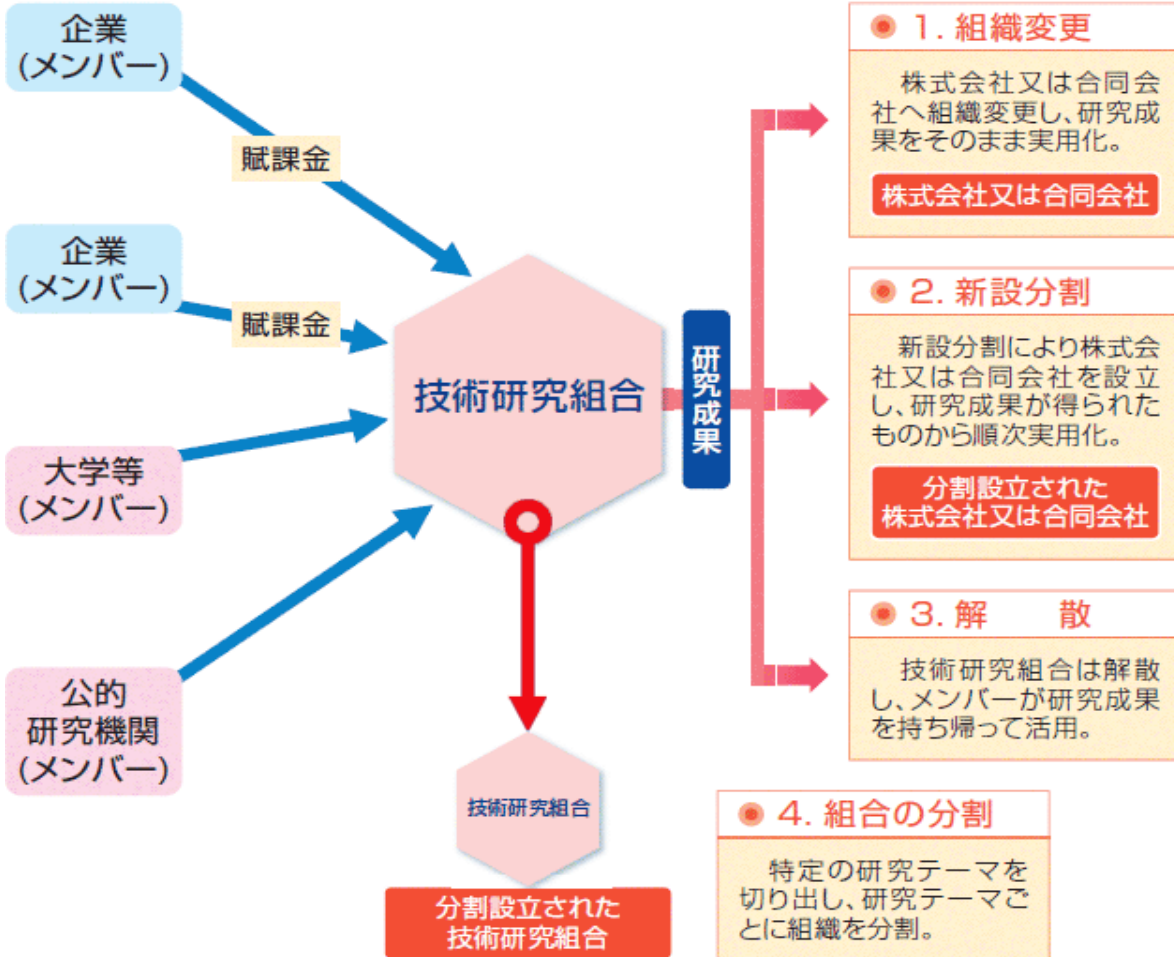 企業
(メンバー)
賦課金
企業
(メンバー)
賦課金
大学等
(メンバー)
公的
研究機関
(メンバー)
技術研究組合
研究成果
技術研究組合
分割設立された
技術研究組合
1. 組織変更
株式会社又は合同会
社へ組織変更し、研究成
果をそのまま実用化。
株式会社又は合同会社
2. 新設分割
新設分割により株式会
社又は合同会社を設立
し、研究成果が得られた
ものから順次実用化。
分割設立された
株式会社又は合同会社
3. 解　　散
技術研究組合は解散
し、メンバーが研究成果
を持ち帰って活用。
4. 組合の分割
特定の研究テーマを
切り出し、研究テーマご
とに組織を分割。